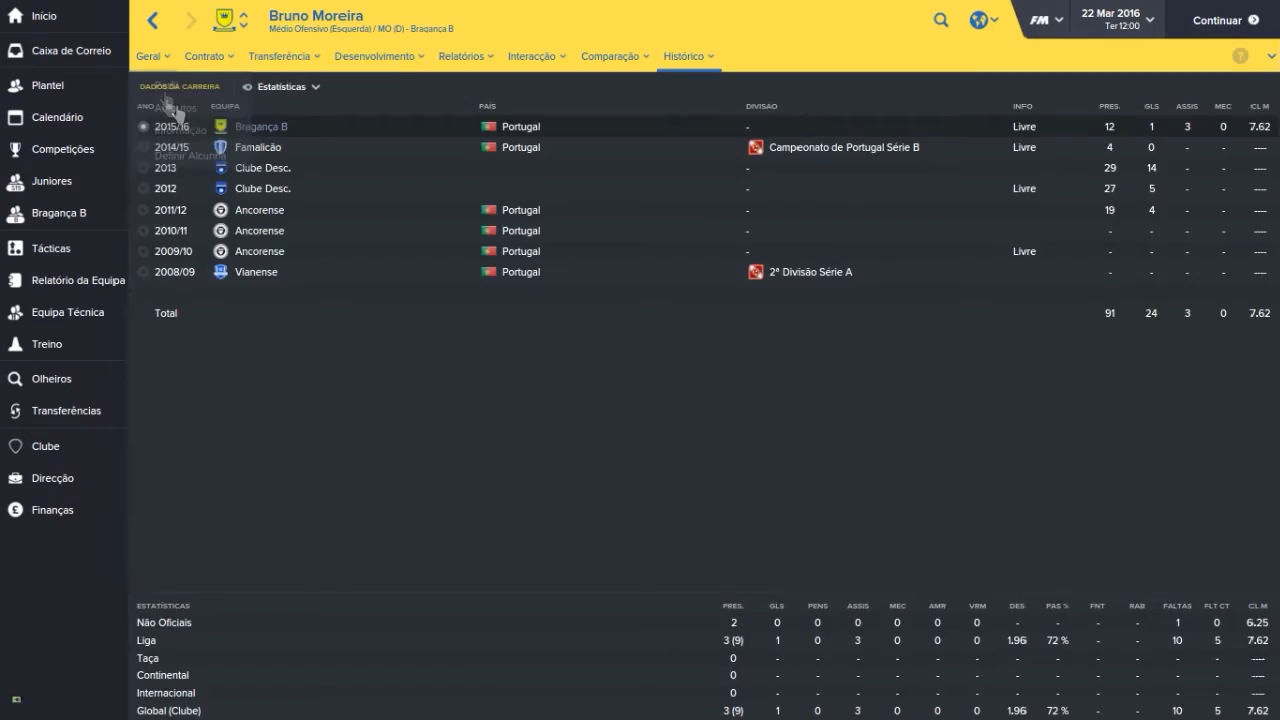 Início
Caixa de Correio
Plantel
Calendário
Competições
Juniores
Bragança B
Tácticas
Relatório da Equipa
Equipa Técnica
Treino
Olheiros
Transferências
Clube
Direcção
Finanças
Bruno Moreira
Médio Ofensivo (Esquerda) / MO (D) - Bragança B
FM
22 Mar 2016
Ter 12:00
Continuar
Geral Contrato Transferência Desenvolvimento Relatórios Interacção Comparação Histórico
DADOS DA CARREIRA Estatísticas
ANO EQUIPA PAÍS DIVISAO INFO PRES. GLS ASSIS MEC CL M
2015/16 Bragança B Portugal - Livre 12 1 3 0 7.62
2014/15 Famalicão Portugal Campeonato de Portugal Série B Livre 4 0 - - ----
2013 Clube Desc. - 29 14 - - ----
2012 Clube Desc. - Livre 27 5 - - ----
2011/12 Ancorense Portugal - 19 4 - - ----
2010/11 Ancorense Portugal - - - - - ----
2009/10 Ancorense Portugal - Livre - - - - ----
2008/09 Vianense Portugal 2ª Divisão Série A - - - - ----
Informação
Definir Alcunha
Total 91 24 3 0 7.62
ESTATÍSTICAS PRES. GLS PENS ASSIS MEC AMR VRM DES PAS % FNT RAB FALTAS FLT CT CL M
Não Oficiais 2 0 0 0 0 0 0 - - - - 1 0 6.25
Liga 3 (9) 1 0 3 0 0 0 1.96 72 % - - 10 5 7.62
Taça 0 - - - - - - - - - - - - ----
Continental 0 - - - - - - - - - - - - ----
Internacional 0 - - - - - - - - - - - - ----
Global (Clube) 3 (9) 1 0 3 0 0 0 1.96 72 % - - 10 5 7.62